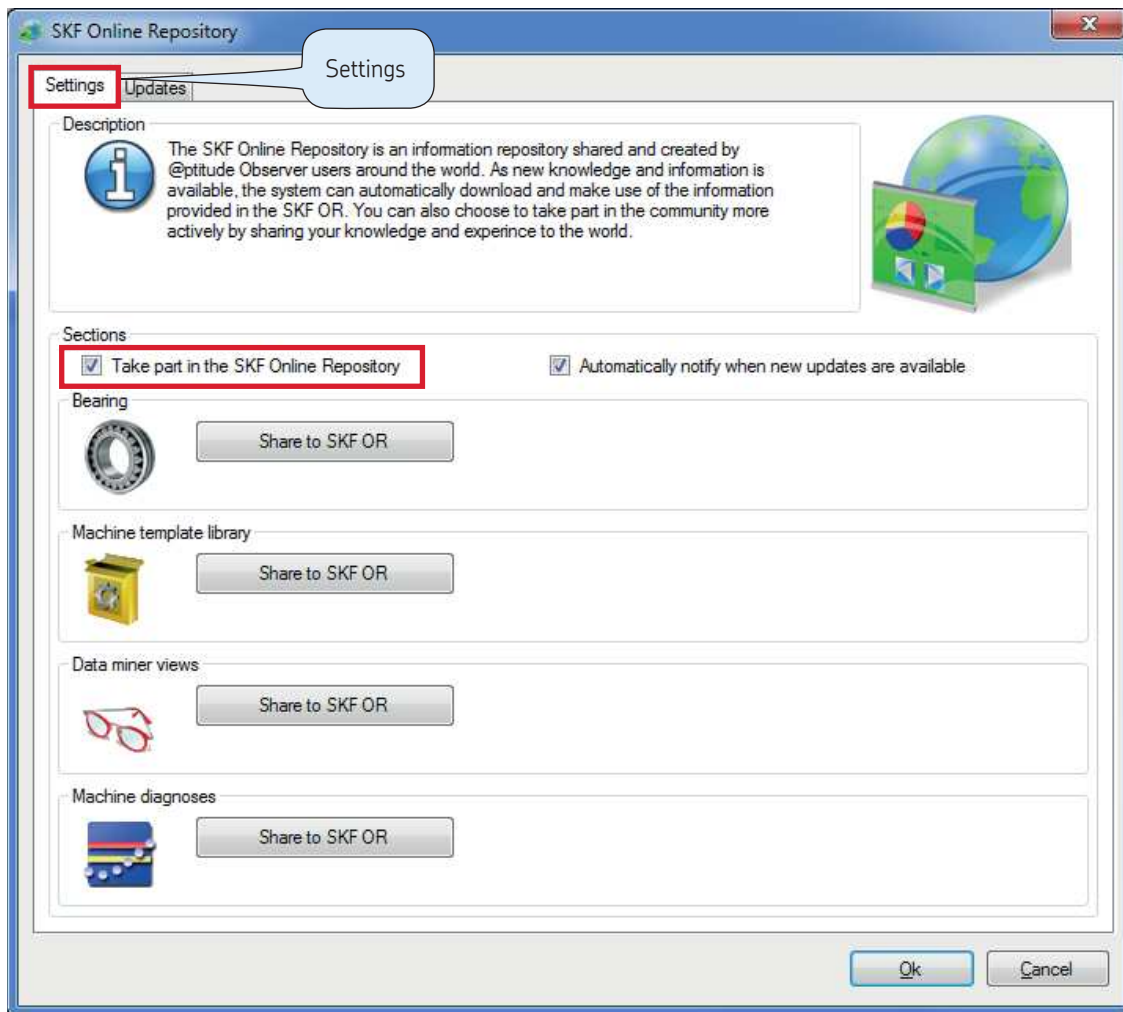 SKF Online Repository
Settings
Settings
Updates
Description
The SKF Online Repository is an information repository shared and created by
@ptitude Observer users around the world. As new knowledge and information is
available, the system can automatically download and make use of the information
provided in the SKF OR. You can also choose to take part in the community more
actively by sharing your knowledge and experince to the world.
Sections
Take part in the SKF Online Repository
Automatically notify when new updates are available
Bearing
Share to SKF OR
Machine template library
Share to SKF OR
Data miner views
Share to SKF OR
Machine diagnoses
Share to SKF OR
Ok
Cancel